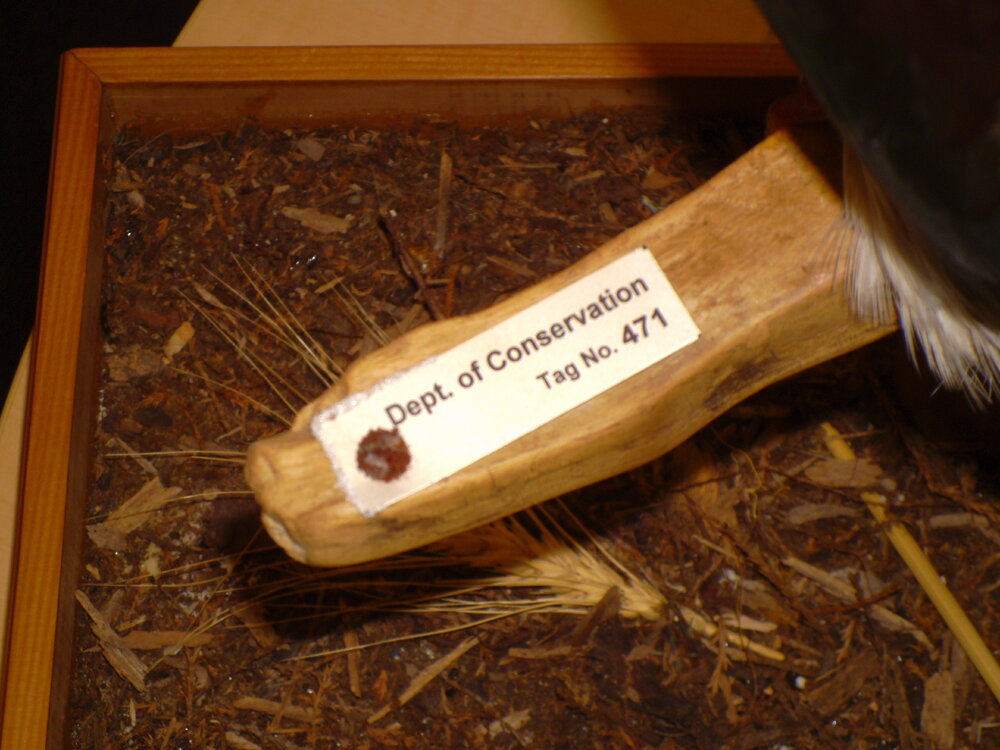 Dept. of Conservation
Tag No. 471